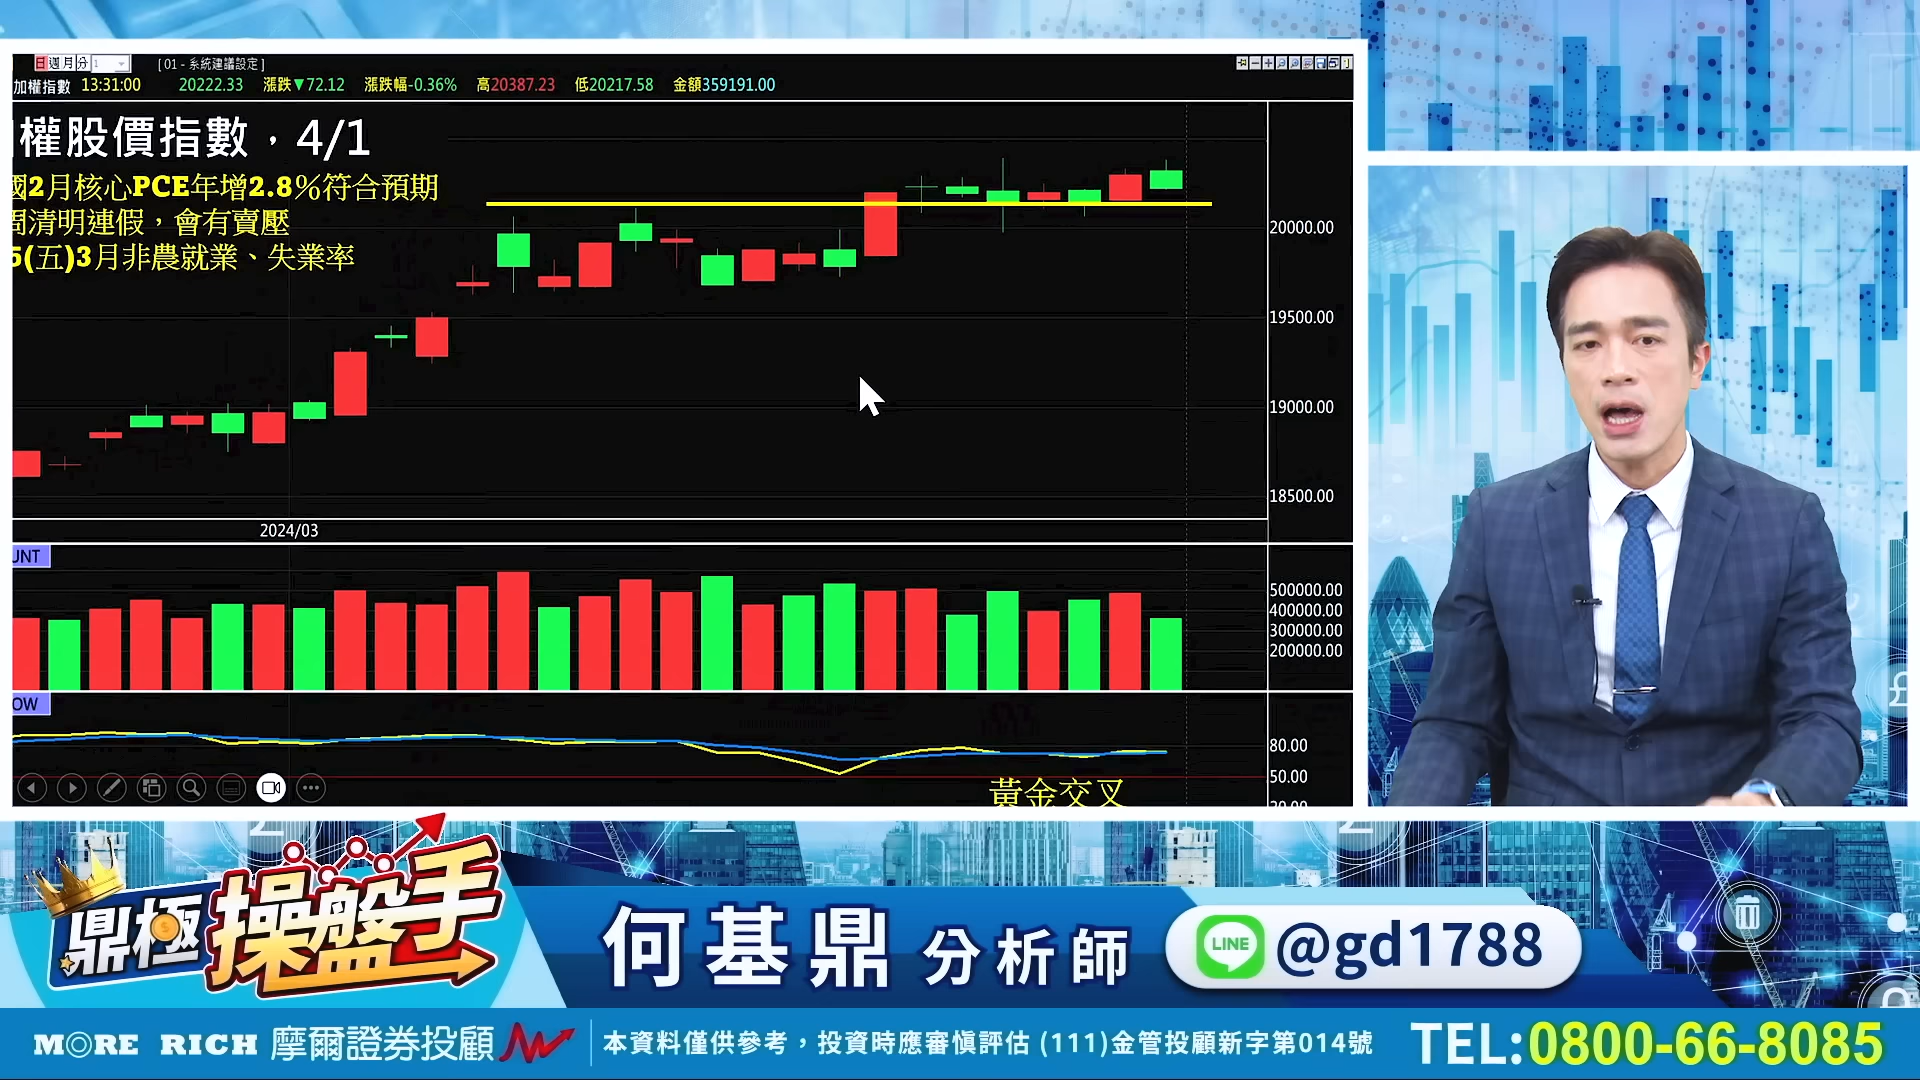 日週月分 1 [ 01 - 系統建議設定 ]
加權指數 13:31:00 20222.33 漲跌▼72.12 漲跌幅-0.36% 高20387.23 低20217.58 金額359191.00
權股價指數，4/1
國2月核心PCE年增2.8%符合預期
周清明連假，會有賣壓
5(五)3月非農就業、失業率
20000.00
19500.00
19000.00
18500.00
2024/03
UNT
500000.00
400000.00
300000.00
200000.00
OW
80.00
50.00
黃金交叉
鼎極操盤手
何基鼎 分析師
LINE @gd1788
MORE RICH 摩爾證券投顧
本資料僅供參考，投資時應審慎評估 (111)金管投顧新字第014號
TEL:0800-66-8085